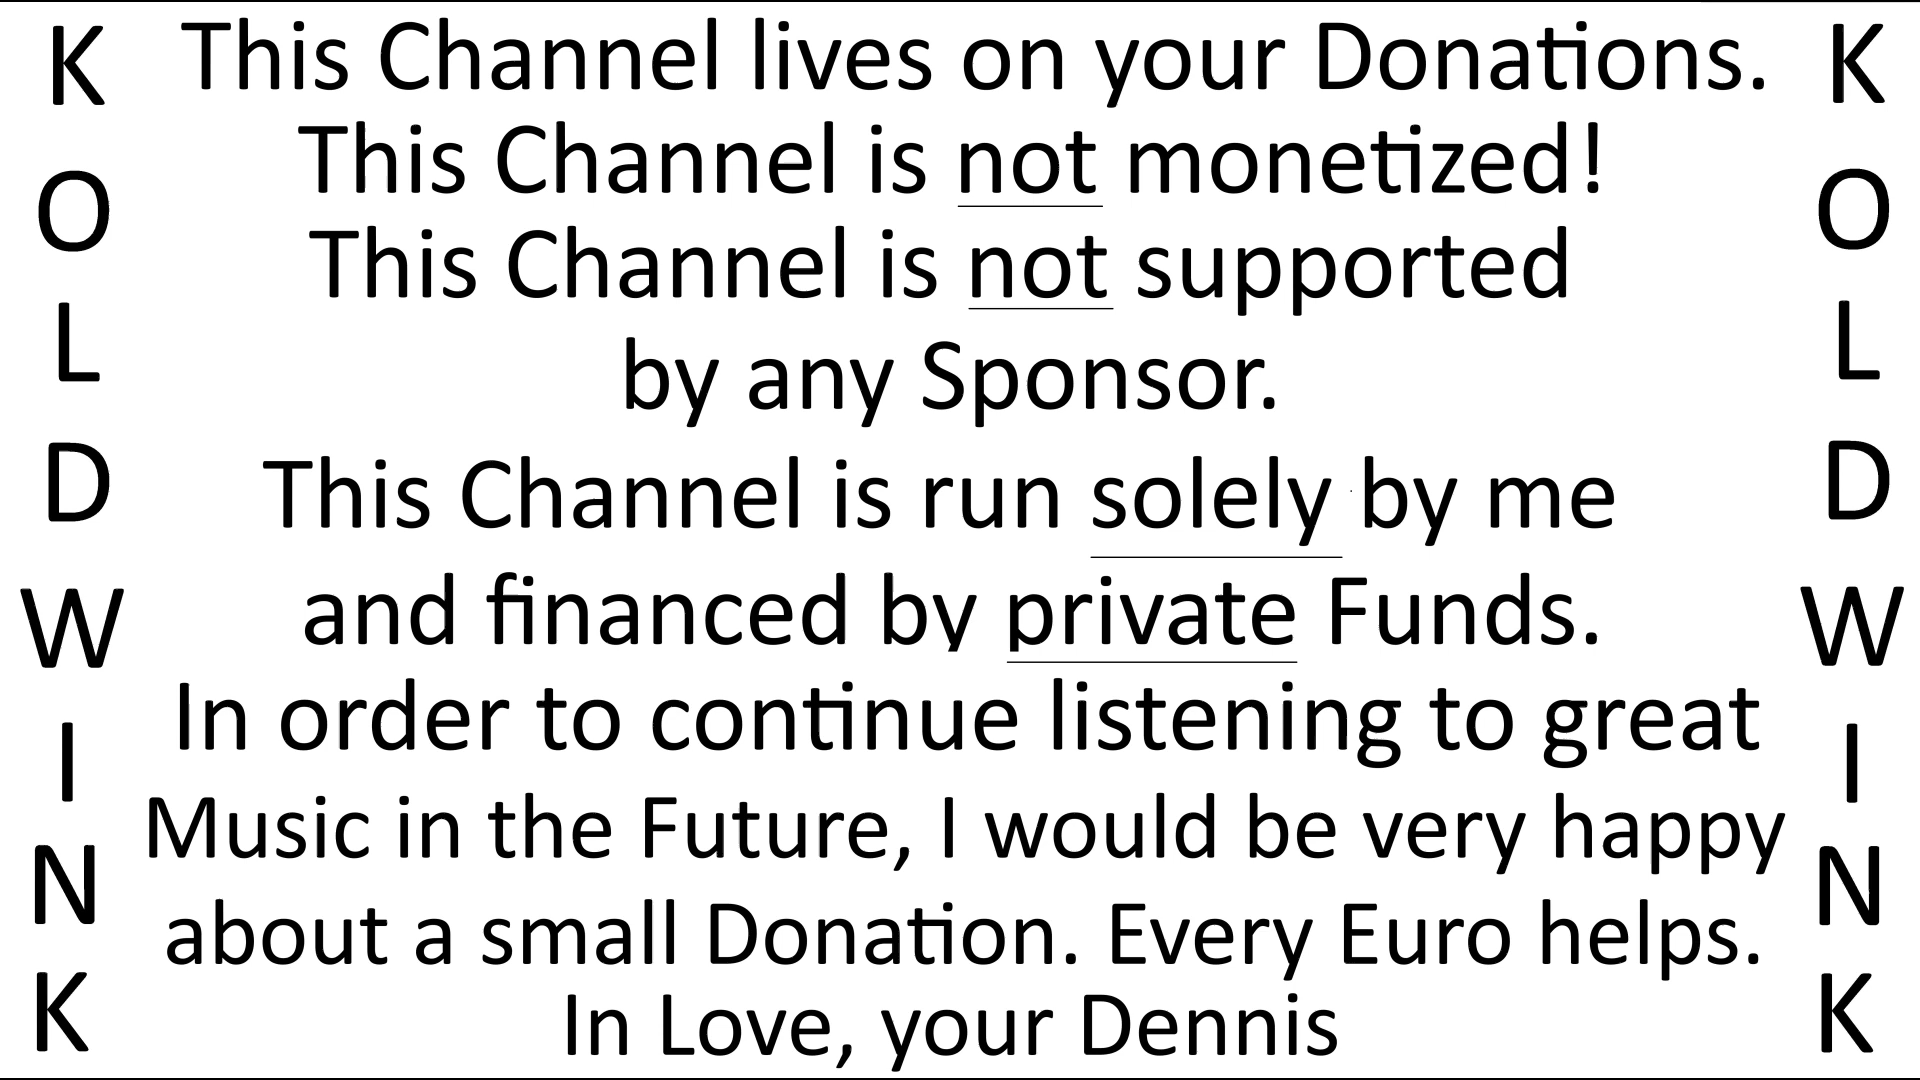 KOLDWINK
This Channel lives on your Donations.
This Channel is not monetized!
This Channel is not supported
by any Sponsor.
This Channel is run solely by me
and financed by private Funds.
In order to continue listening to great
Music in the Future, I would be very happy
about a small Donation. Every Euro helps.
In Love, your Dennis
KOLDWINK